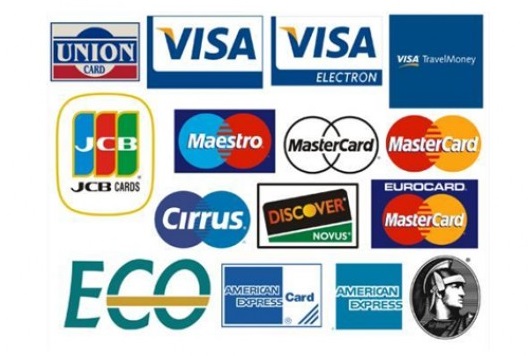 UNION
CARD
VISA
VISA
ELECTRON
VISA TravelMoney
JCB
JCB CARDS
Maestro
MasterCard
MasterCard
Cirrus
DISCOVER
NOVUS
EUROCARD
MasterCard
ECO
AMERICAN
EXPRESS
Card
AMERICAN
EXPRESS